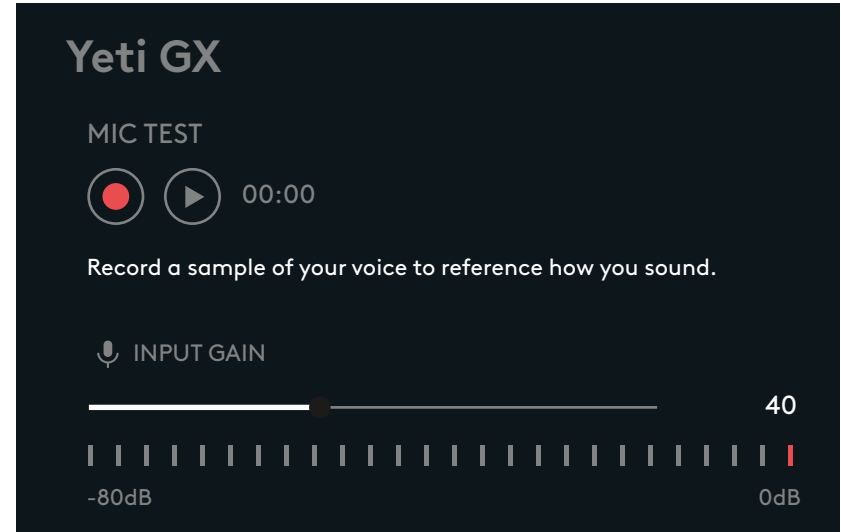 Yeti GX
MIC TEST
00:00
Record a sample of your voice to reference how you sound.
INPUT GAIN
40
-80dB
0dB